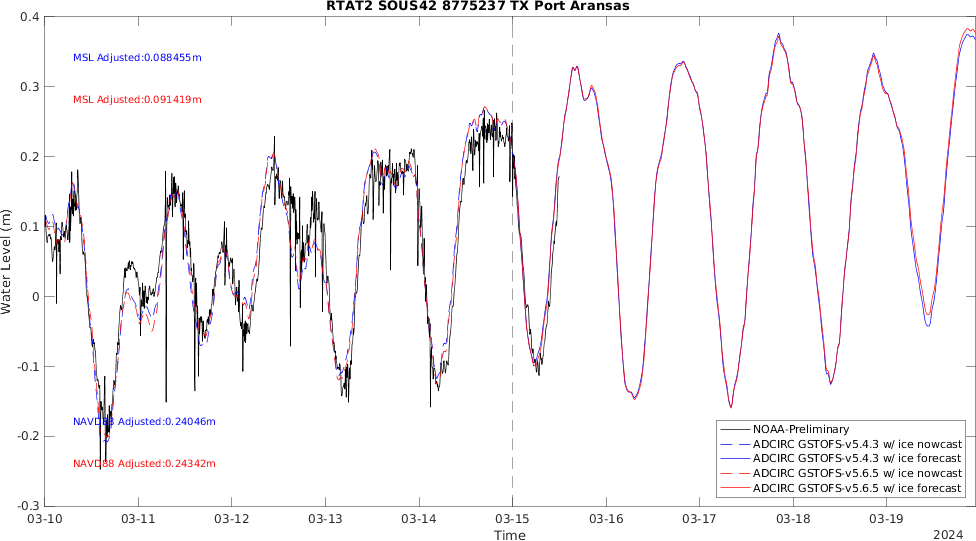 RTAT2 SOUS42 8775237 TX Port Aransas
0.4
MSL Adjusted:0.088455m
0.3
MSL Adjusted:0.091419m
0.2
0.1
Water Level (m)
0
-0.1
NAVD88 Adjusted:0.24046m
-0.2
NAVD88 Adjusted:0.24342m
-0.3
NOAA-Preliminary
ADCIRC GSTOFS-v5.4.3 w/ ice nowcast
ADCIRC GSTOFS-v5.4.3 w/ ice forecast
ADCIRC GSTOFS-v5.6.5 w/ ice nowcast
ADCIRC GSTOFS-v5.6.5 w/ ice forecast
03-10 03-11 03-12 03-13 03-14 03-15 03-16 03-17 03-18 03-19
Time
2024